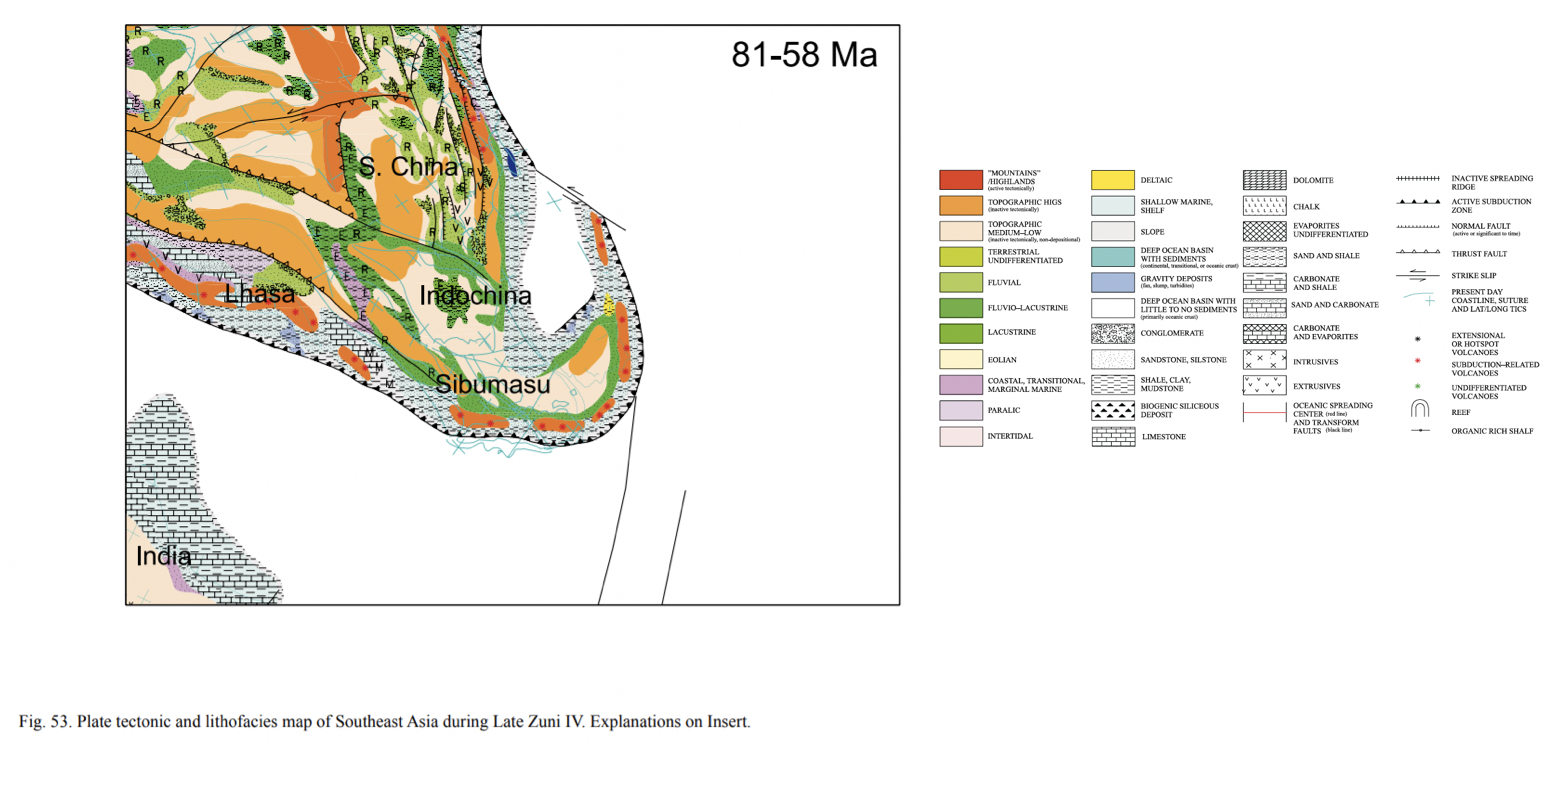 81-58 Ma
S. China
Lhasa
Indochina
Sibumasu
India
"MOUNTAINS"
/HIGHLANDS
(active tectonically)
TOPOGRAPHIC HIGS
(inactive tectonically)
TOPOGRAPHIC
MEDIUM–LOW
(inactive tectonically, non-depositional)
TERRESTRIAL
UNDIFFERENTIATED
FLUVIAL
FLUVIO–LACUSTRINE
LACUSTRINE
EOLIAN
COASTAL, TRANSITIONAL,
MARGINAL MARINE
PARALIC
INTERTIDAL
DELTAIC
SHALLOW MARINE,
SHELF
SLOPE
DEEP OCEAN BASIN
WITH SEDIMENTS
(continental, transitional, or oceanic crust)
GRAVITY DEPOSITS
(fan, slump, turbidites)
DEEP OCEAN BASIN WITH
LITTLE TO NO SEDIMENTS
(primarily oceanic crust)
CONGLOMERATE
SANDSTONE, SILSTONE
SHALE, CLAY,
MUDSTONE
BIOGENIC SILICEOUS
DEPOSIT
LIMESTONE
DOLOMITE
CHALK
EVAPORITES
UNDIFFERENTIATED
SAND AND SHALE
CARBONATE
AND SHALE
SAND AND CARBONATE
CARBONATE
AND EVAPORITES
INTRUSIVES
EXTRUSIVES
OCEANIC SPREADING
CENTER (red line)
AND TRANSFORM
FAULTS (black line)
INACTIVE SPREADING
RIDGE
ACTIVE SUBDUCTION
ZONE
NORMAL FAULT
(active or significant to time)
THRUST FAULT
STRIKE SLIP
PRESENT DAY
COASTLINE, SUTURE
AND LAT/LONG TICS
EXTENSIONAL
OR HOTSPOT
VOLCANOES
SUBDUCTION–RELATED
VOLCANOES
UNDIFFERENTIATED
VOLCANOES
REEF
ORGANIC RICH SHALF
Fig. 53. Plate tectonic and lithofacies map of Southeast Asia during Late Zuni IV. Explanations on Insert.